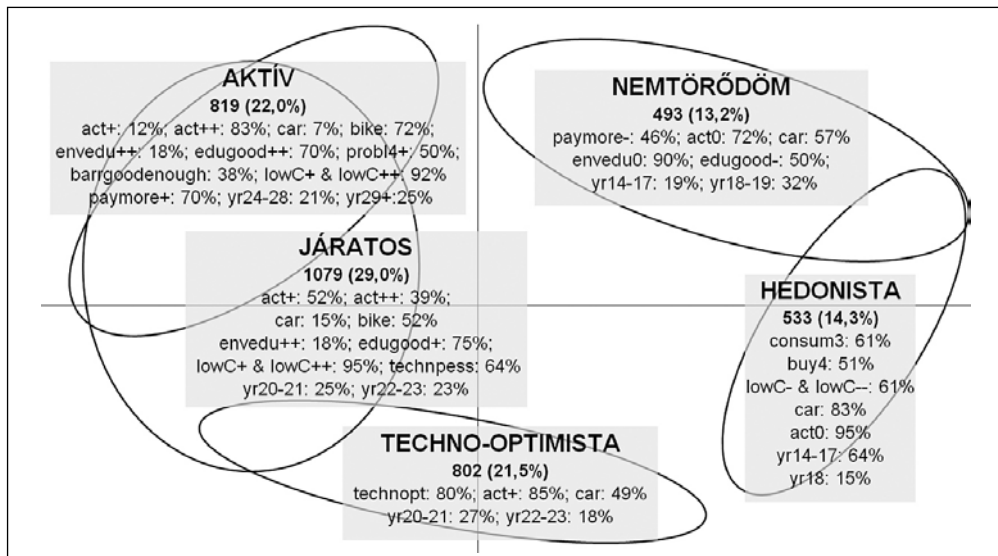 AKTÍV
819 (22,0%)
act+: 12%; act++: 83%; car: 7%; bike: 72%;
envedu++: 18%; edugood++: 70%; probl4+: 50%;
barrgoodenough: 38%; lowC+ & lowC++: 92%
paymore+: 70%; yr24-28: 21%; yr29+:25%
NEMTÖRŐDÖM
493 (13,2%)
paymore-: 46%; act0: 72%; car: 57%
envedu0: 90%; edugood-: 50%;
yr14-17: 19%; yr18-19: 32%
JÁRATOS
1079 (29,0%)
act+: 52%; act++: 39%;
car: 15%; bike: 52%
envedu++: 18%; edugood+: 75%;
lowC+ & lowC++: 95%; technpess: 64%
yr20-21: 25%; yr22-23: 23%
HEDONISTA
533 (14,3%)
consum3: 61%
buy4: 51%
lowC- & lowC--: 61%
car: 83%
act0: 95%
yr14-17: 64%
yr18: 15%
TECHNO-OPTIMISTA
802 (21,5%)
technopt: 80%; act+: 85%; car: 49%
yr20-21: 27%; yr22-23: 18%